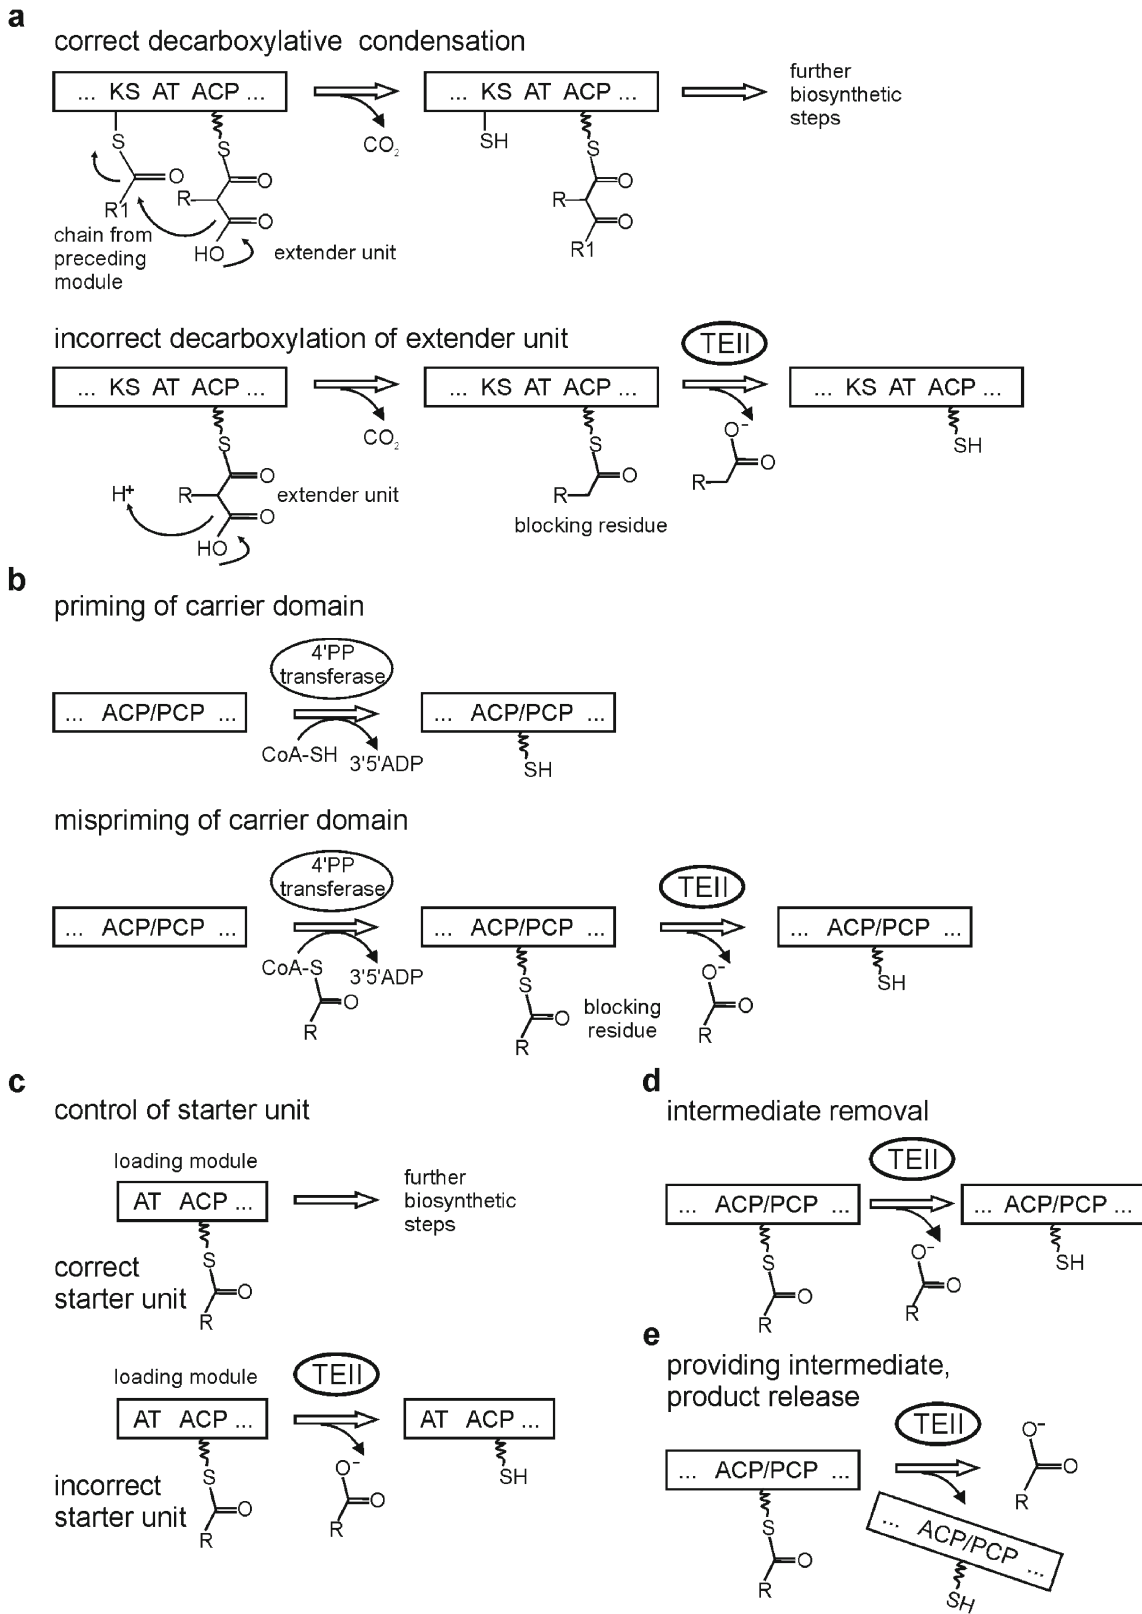 a
correct decarboxylative condensation
... KS AT ACP ...
... KS AT ACP ...
further
biosynthetic
steps
CO2
S
S
SH
S
O
O
O
R
R1
R
O
O
HO
R1
chain from
preceding
module
extender unit
incorrect decarboxylation of extender unit
TEII
... KS AT ACP ...
... KS AT ACP ...
... KS AT ACP ...
CO2
S
S
O-
SH
O
O
O
H+
R
extender unit
R
R
O
blocking residue
HO
b
priming of carrier domain
4'PP
transferase
... ACP/PCP ...
... ACP/PCP ...
CoA-SH
3'5'ADP
SH
mispriming of carrier domain
4'PP
transferase
TEII
... ACP/PCP ...
... ACP/PCP ...
... ACP/PCP ...
CoA-S
3'5'ADP
O
R
S
O
R
blocking
residue
O-
O
R
SH
c
control of starter unit
loading module
AT ACP ...
further
biosynthetic
steps
S
O
R
correct
starter unit
loading module
TEII
AT ACP ...
AT ACP ...
S
O
R
O-
O
R
SH
incorrect
starter unit
d
intermediate removal
TEII
... ACP/PCP ...
... ACP/PCP ...
S
O
R
O-
O
R
SH
e
providing intermediate,
product release
TEII
... ACP/PCP ...
O-
O
R
S
O
R
... ACP/PCP ...
SH